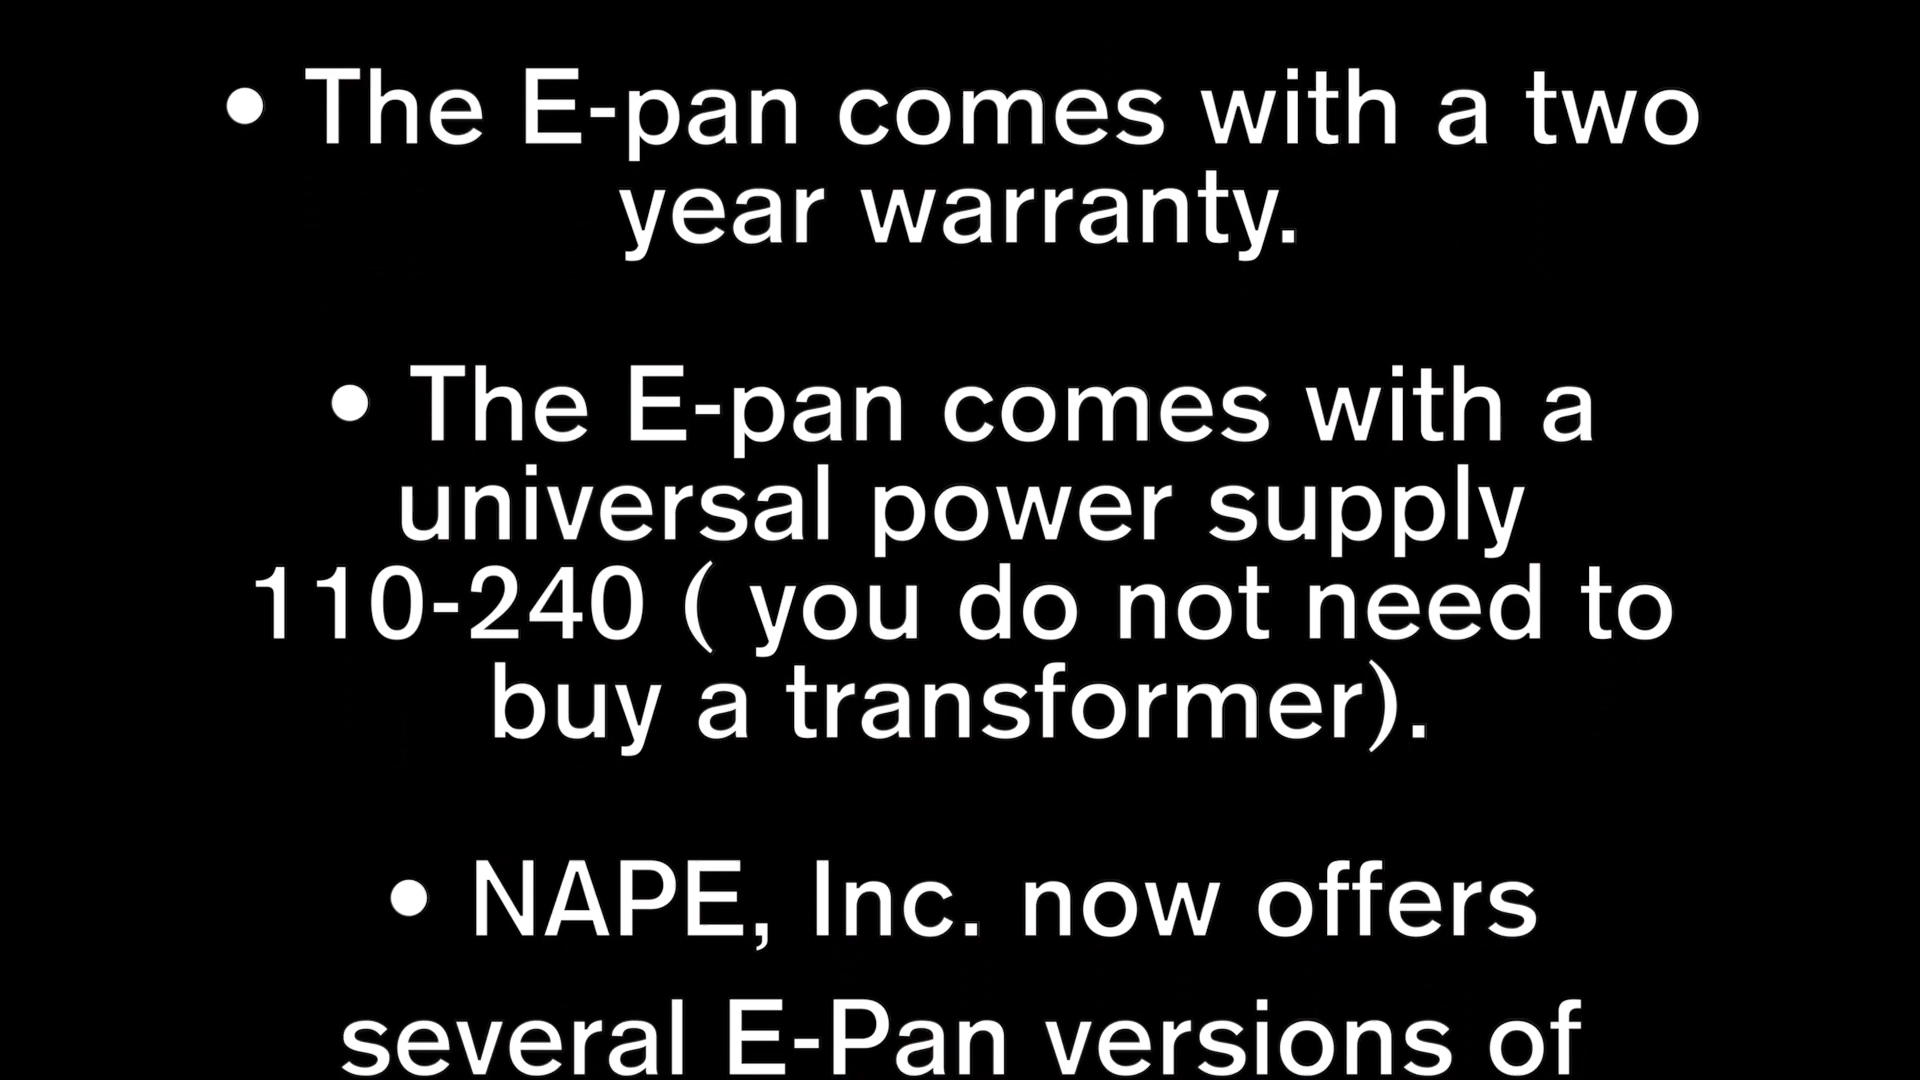 • The E-pan comes with a two
year warranty.
• The E-pan comes with a
universal power supply
110-240 ( you do not need to
buy a transformer).
• NAPE, Inc. now offers
several E-Pan versions of